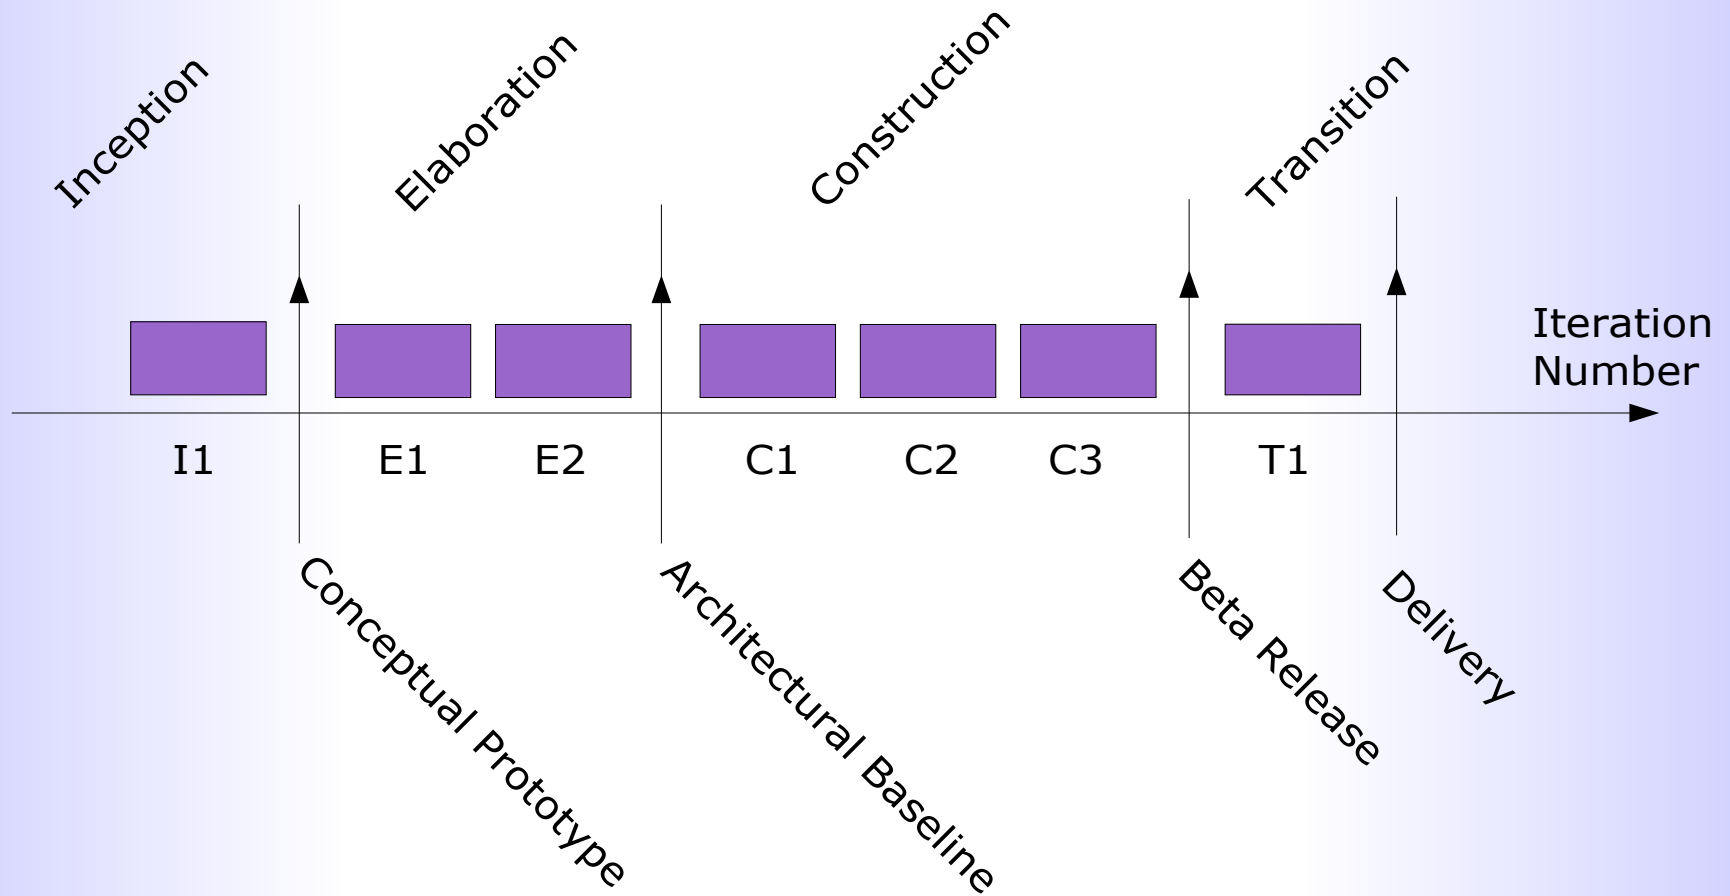 Inception
Elaboration
Construction
Transition
Iteration
Number
I1
E1
E2
C1
C2
C3
T1
Conceptual Prototype
Architectural Baseline
Beta Release
Delivery